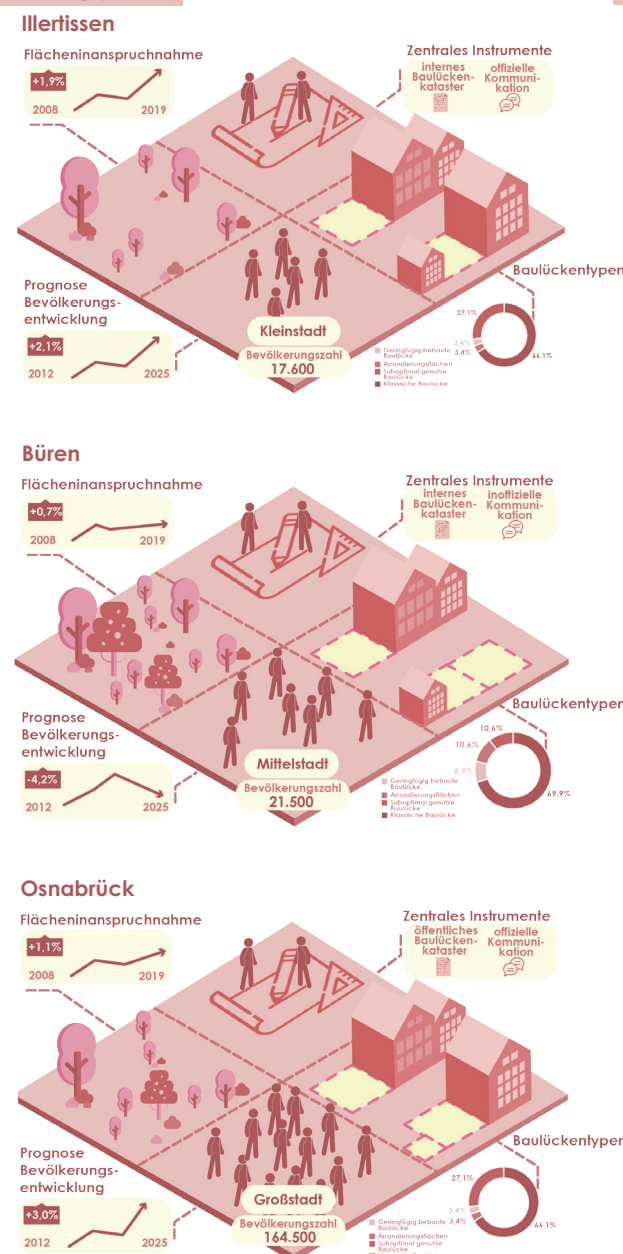 Illertissen
Flächeninanspruchnahme
+1,9%
2008
2019
Zentrales Instrumente
internes
Baulücken-
kataster
offizielle
Kommuni-
kation
Prognose
Bevölkerungs-
entwicklung
+2,1%
2012
2025
Kleinstadt
Bevölkerungszahl
17.600
Baulückentypen
27,1%
3,4%
3,4%
66,1%
Geringfügig bebaute
Baulücke
Arrondierungsflächen
Suboptimal genutze
Baulücke
Klassische Baulücke
Büren
Flächeninanspruchnahme
+0,7%
2008
2019
Zentrales Instrumente
internes
Baulücken-
kataster
inoffizielle
Kommuni-
kation
Prognose
Bevölkerungs-
entwicklung
-4,2%
2012
2025
Mittelstadt
Bevölkerungszahl
21.500
Baulückentypen
10,6%
10,6%
8,9%
69,9%
Geringfügig bebaute
Baulücke
Arrondierungsflächen
Suboptimal genutze
Baulücke
Klassische Baulücke
Osnabrück
Flächeninanspruchnahme
+1,1%
2008
2019
Zentrales Instrumente
öffentliches
Baulücken-
kataster
offizielle
Kommuni-
kation
Prognose
Bevölkerungs-
entwicklung
+3,0%
2012
2025
Großstadt
Bevölkerungszahl
164.500
Baulückentypen
27,1%
3,4%
3,4%
66,1%
Geringfügig bebaute
Baulücke
Arrondierungsflächen
Suboptimal genutze
Baulücke